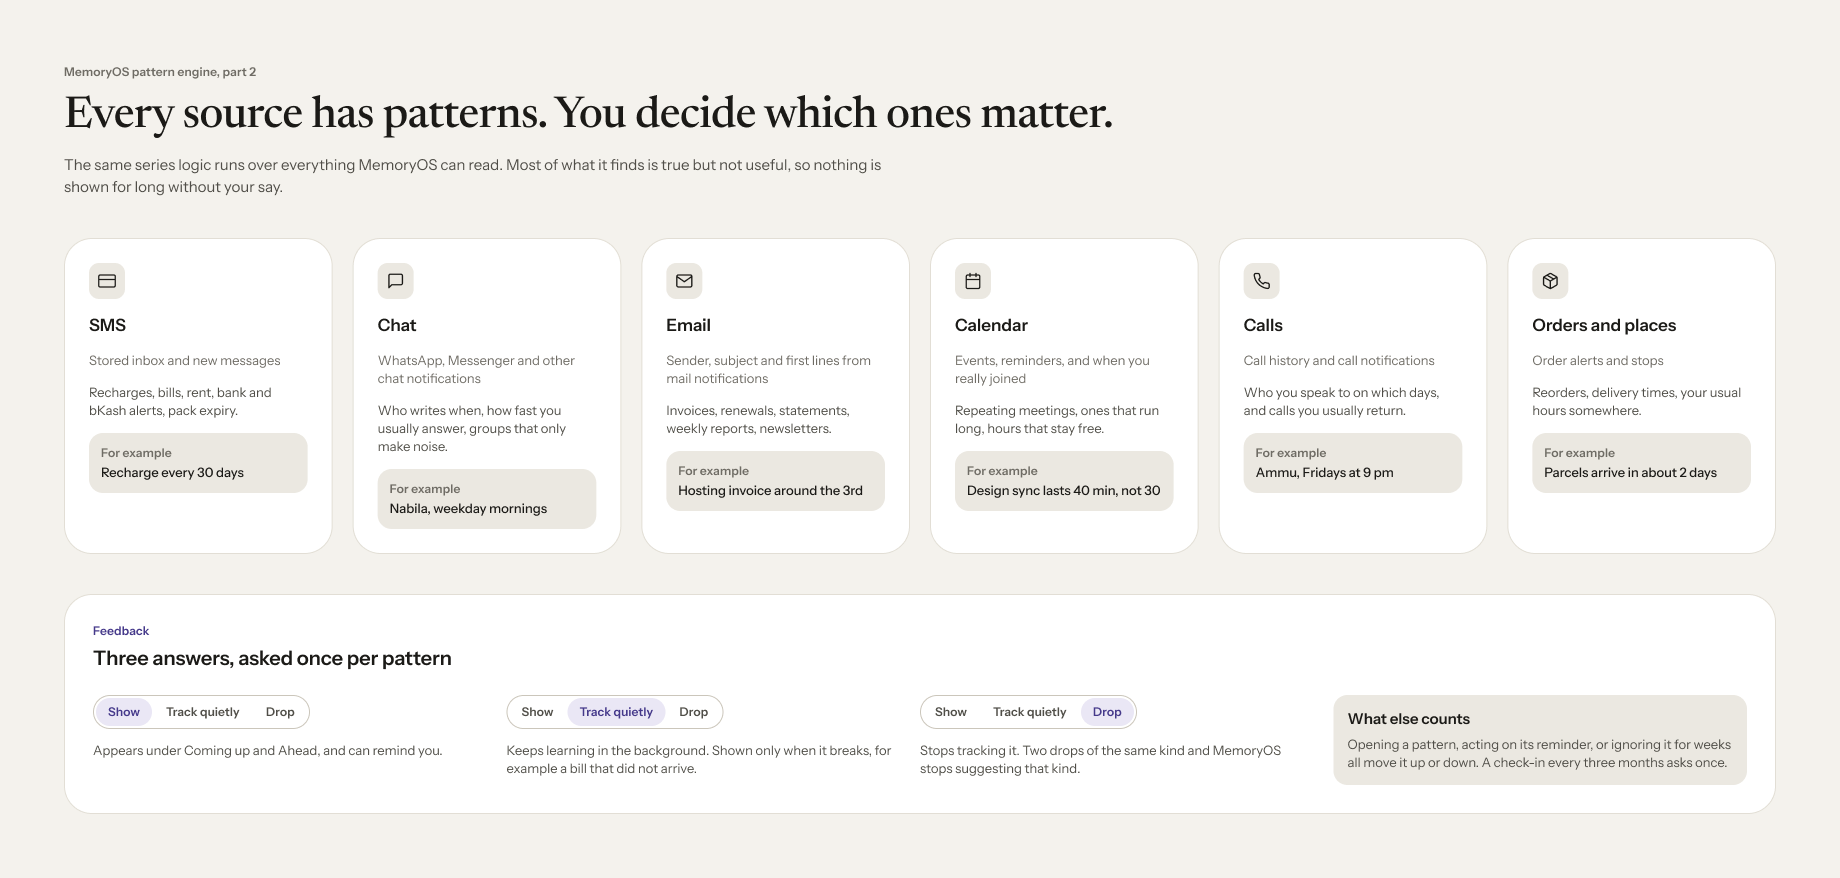 MemoryOS pattern engine, part 2
Every source has patterns. You decide which ones matter.
The same series logic runs over everything MemoryOS can read. Most of what it finds is true but not useful, so nothing is
shown for long without your say.
SMS
Stored inbox and new messages
Recharges, bills, rent, bank and
bKash alerts, pack expiry.
For example
Recharge every 30 days
Chat
WhatsApp, Messenger and other
chat notifications
Who writes when, how fast you
usually answer, groups that only
make noise.
For example
Nabila, weekday mornings
Email
Sender, subject and first lines from
mail notifications
Invoices, renewals, statements,
weekly reports, newsletters.
For example
Hosting invoice around the 3rd
Calendar
Events, reminders, and when you
really joined
Repeating meetings, ones that run
long, hours that stay free.
For example
Design sync lasts 40 min, not 30
Calls
Call history and call notifications
Who you speak to on which days,
and calls you usually return.
For example
Ammu, Fridays at 9 pm
Orders and places
Order alerts and stops
Reorders, delivery times, your usual
hours somewhere.
For example
Parcels arrive in about 2 days
Feedback
Three answers, asked once per pattern
Show Track quietly Drop
Appears under Coming up and Ahead, and can remind you.
Show Track quietly Drop
Keeps learning in the background. Shown only when it breaks, for
example a bill that did not arrive.
Show Track quietly Drop
Stops tracking it. Two drops of the same kind and MemoryOS
stops suggesting that kind.
What else counts
Opening a pattern, acting on its reminder, or ignoring it for weeks
all move it up or down. A check-in every three months asks once.